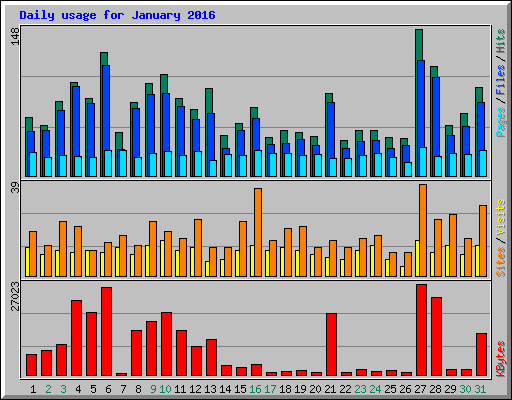 Daily usage for January 2016
148
Pages / Files / Hits
39
Sites / Visits
27023
KBytes
1 2 3 4 5 6 7 8 9 10 11 12 13 14 15 16 17 18 19 20 21 22 23 24 25 26 27 28 29 30 31